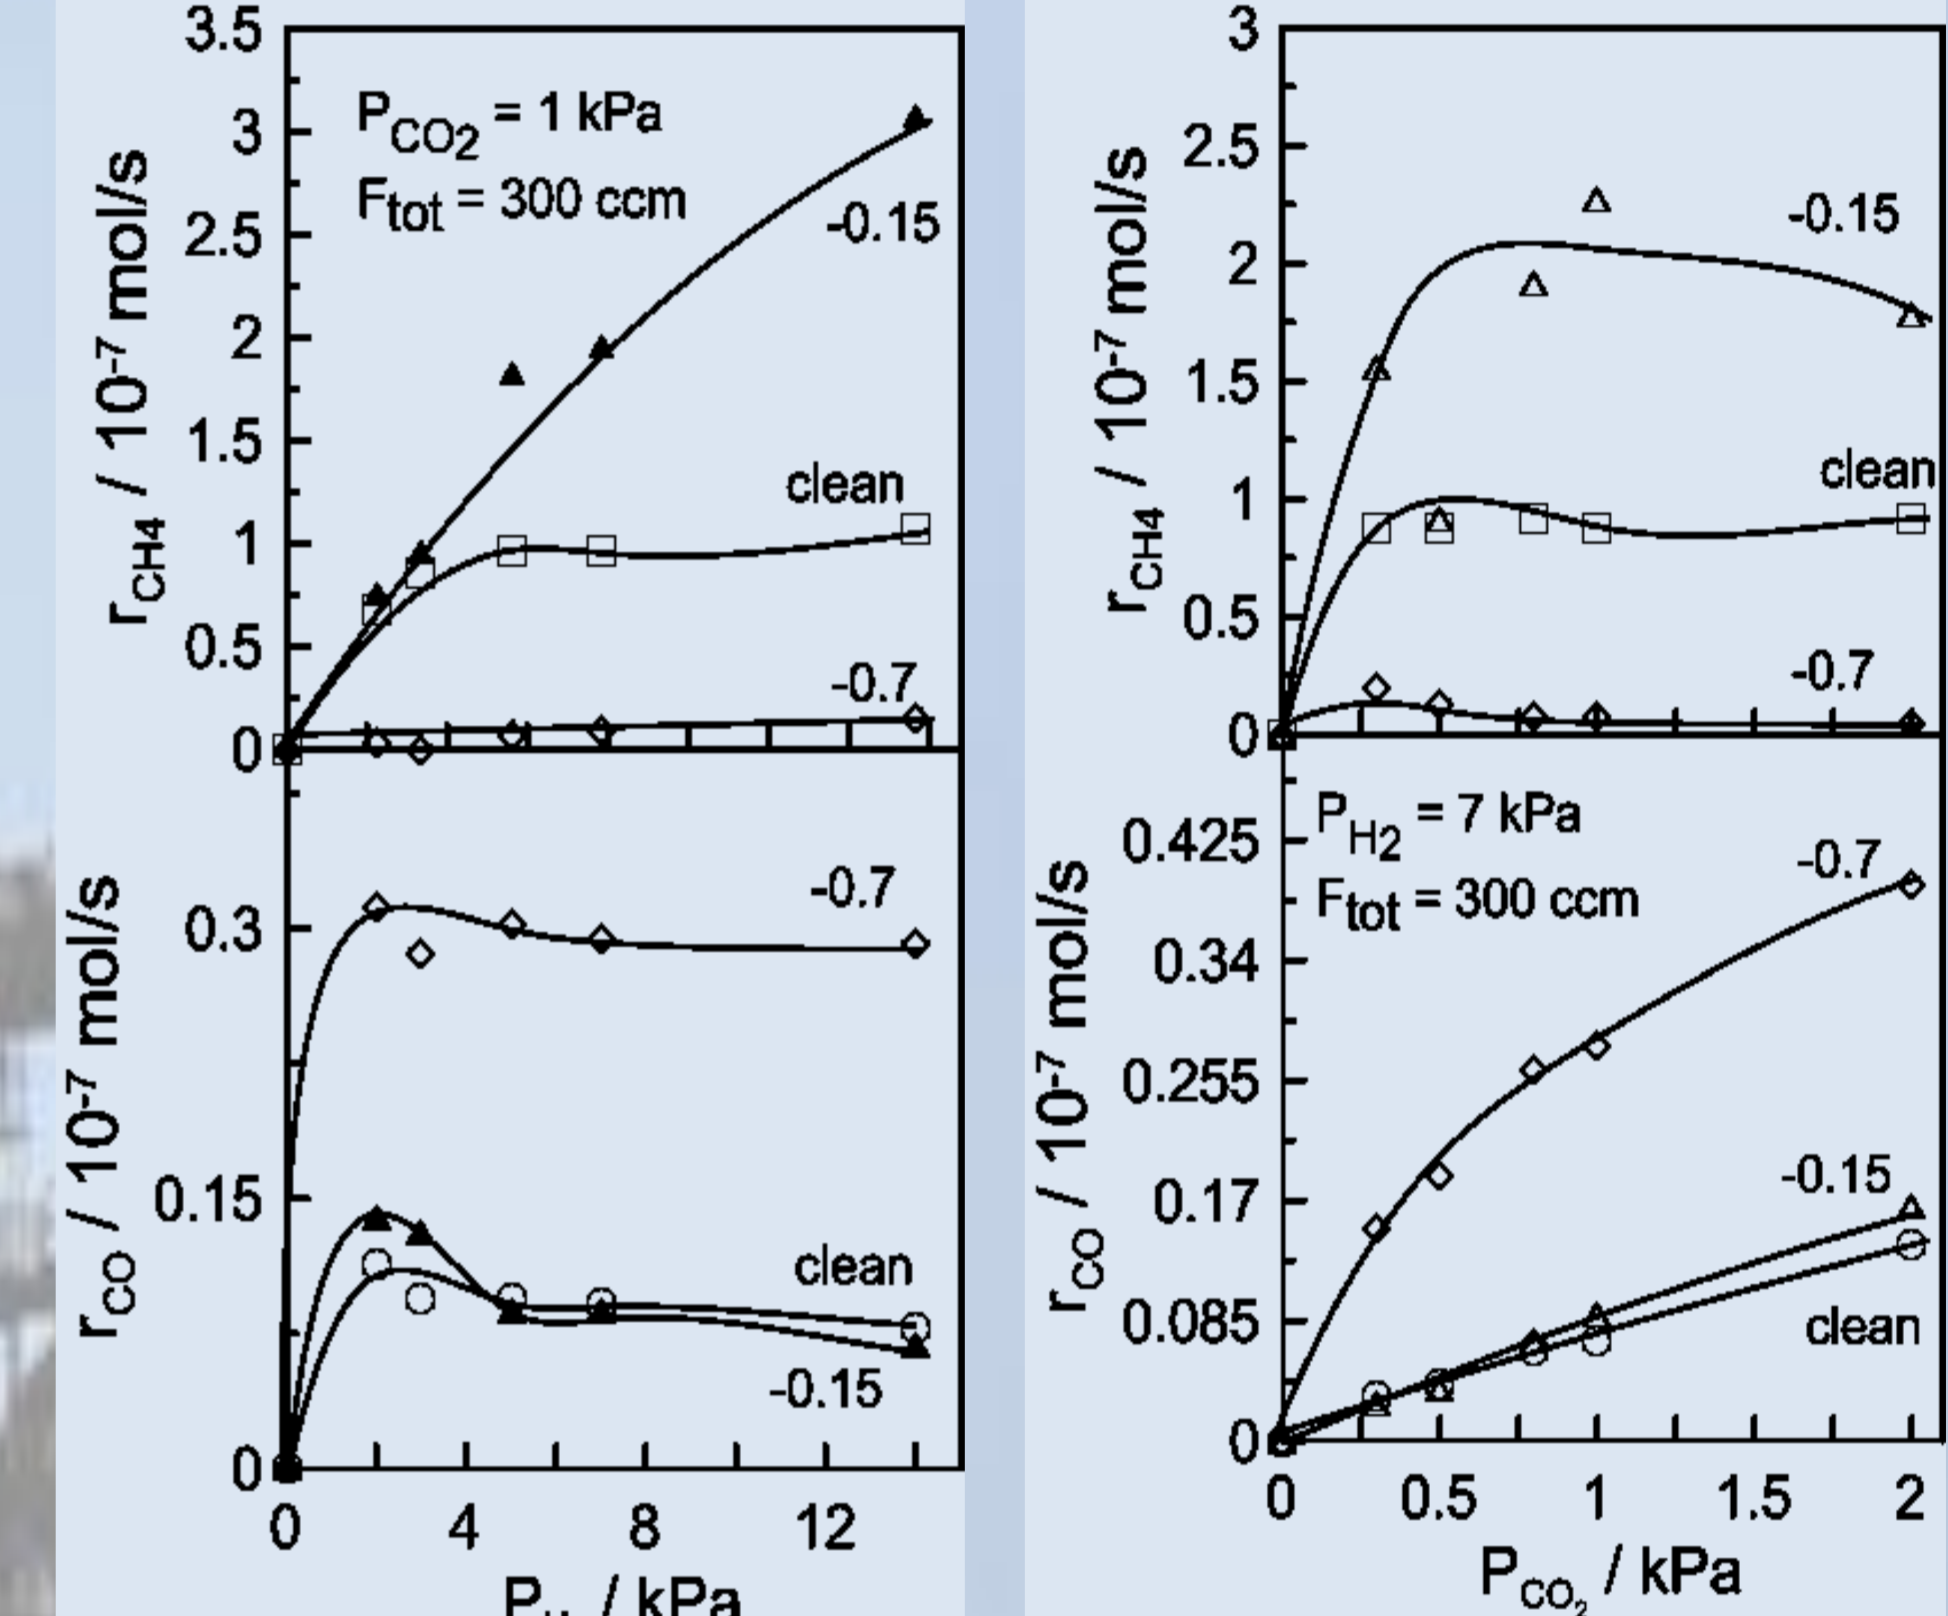 3.5
3
2.5
2
1.5
1
0.5
0
r_CH4 / 10^-7 mol/s
P_CO2 = 1 kPa
F_tot = 300 ccm
-0.15
clean
-0.7
0.3
0.15
0
r_CO / 10^-7 mol/s
-0.7
clean
-0.15
0 4 8 12
/ kPa
3
2.5
2
1.5
1
0.5
0
r_CH4 / 10^-7 mol/s
-0.15
clean
-0.7
P_H2 = 7 kPa
F_tot = 300 ccm
0.425
0.34
0.255
0.17
0.085
0
r_CO / 10^-7 mol/s
-0.7
-0.15
clean
0 0.5 1 1.5 2
P_CO2 / kPa